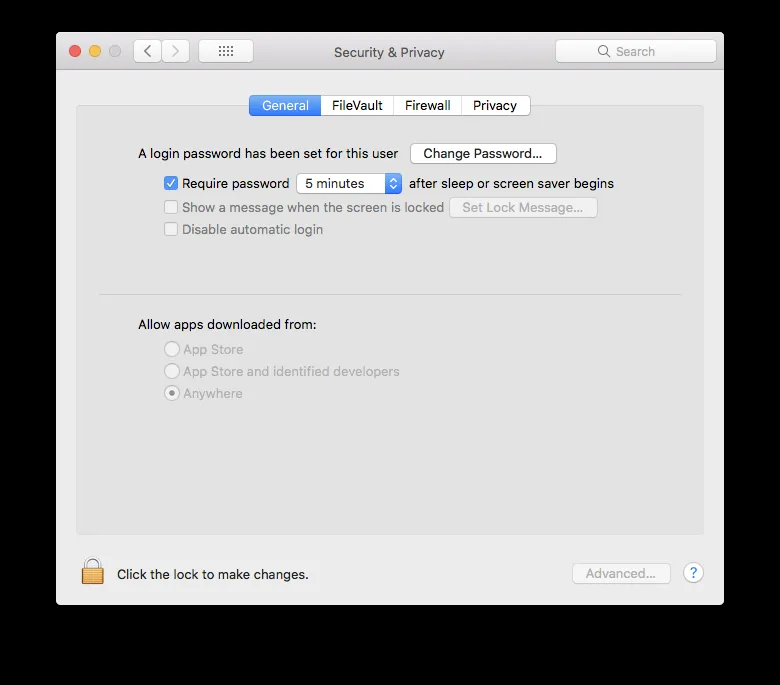 Security & Privacy
Search
General FileVault Firewall Privacy
A login password has been set for this user Change Password...
Require password 5 minutes after sleep or screen saver begins
Show a message when the screen is locked Set Lock Message...
Disable automatic login
Allow apps downloaded from:
App Store
App Store and identified developers
Anywhere
Click the lock to make changes. Advanced... ?